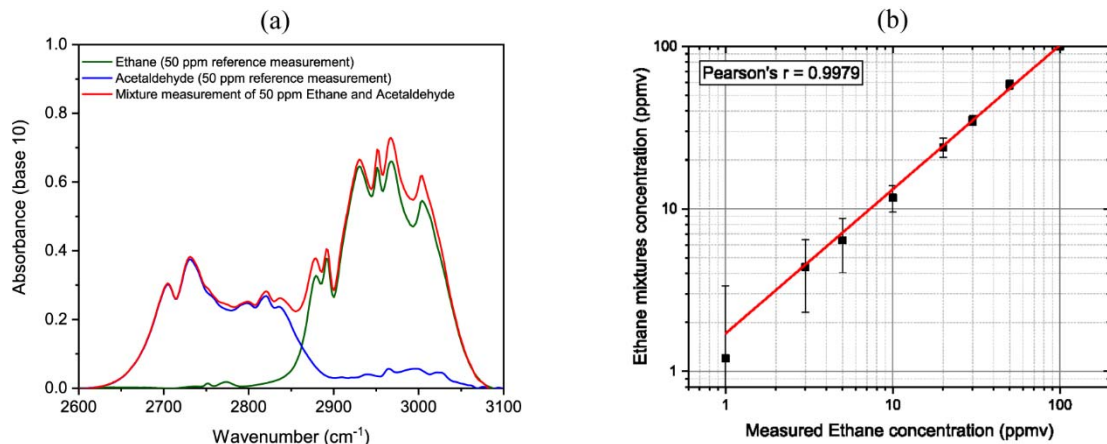 (a)
1.0
0.8
0.6
0.4
0.2
0.0
Absorbance (base 10)
Ethane (50 ppm reference measurement)
Acetaldehyde (50 ppm reference measurement)
Mixture measurement of 50 ppm Ethane and Acetaldehyde
2600
2700
2800
2900
3000
3100
Wavenumber (cm⁻¹)
(b)
100
10
1
Ethane mixtures concentration (ppmv)
Pearson's r = 0.9979
1
10
100
Measured Ethane concentration (ppmv)